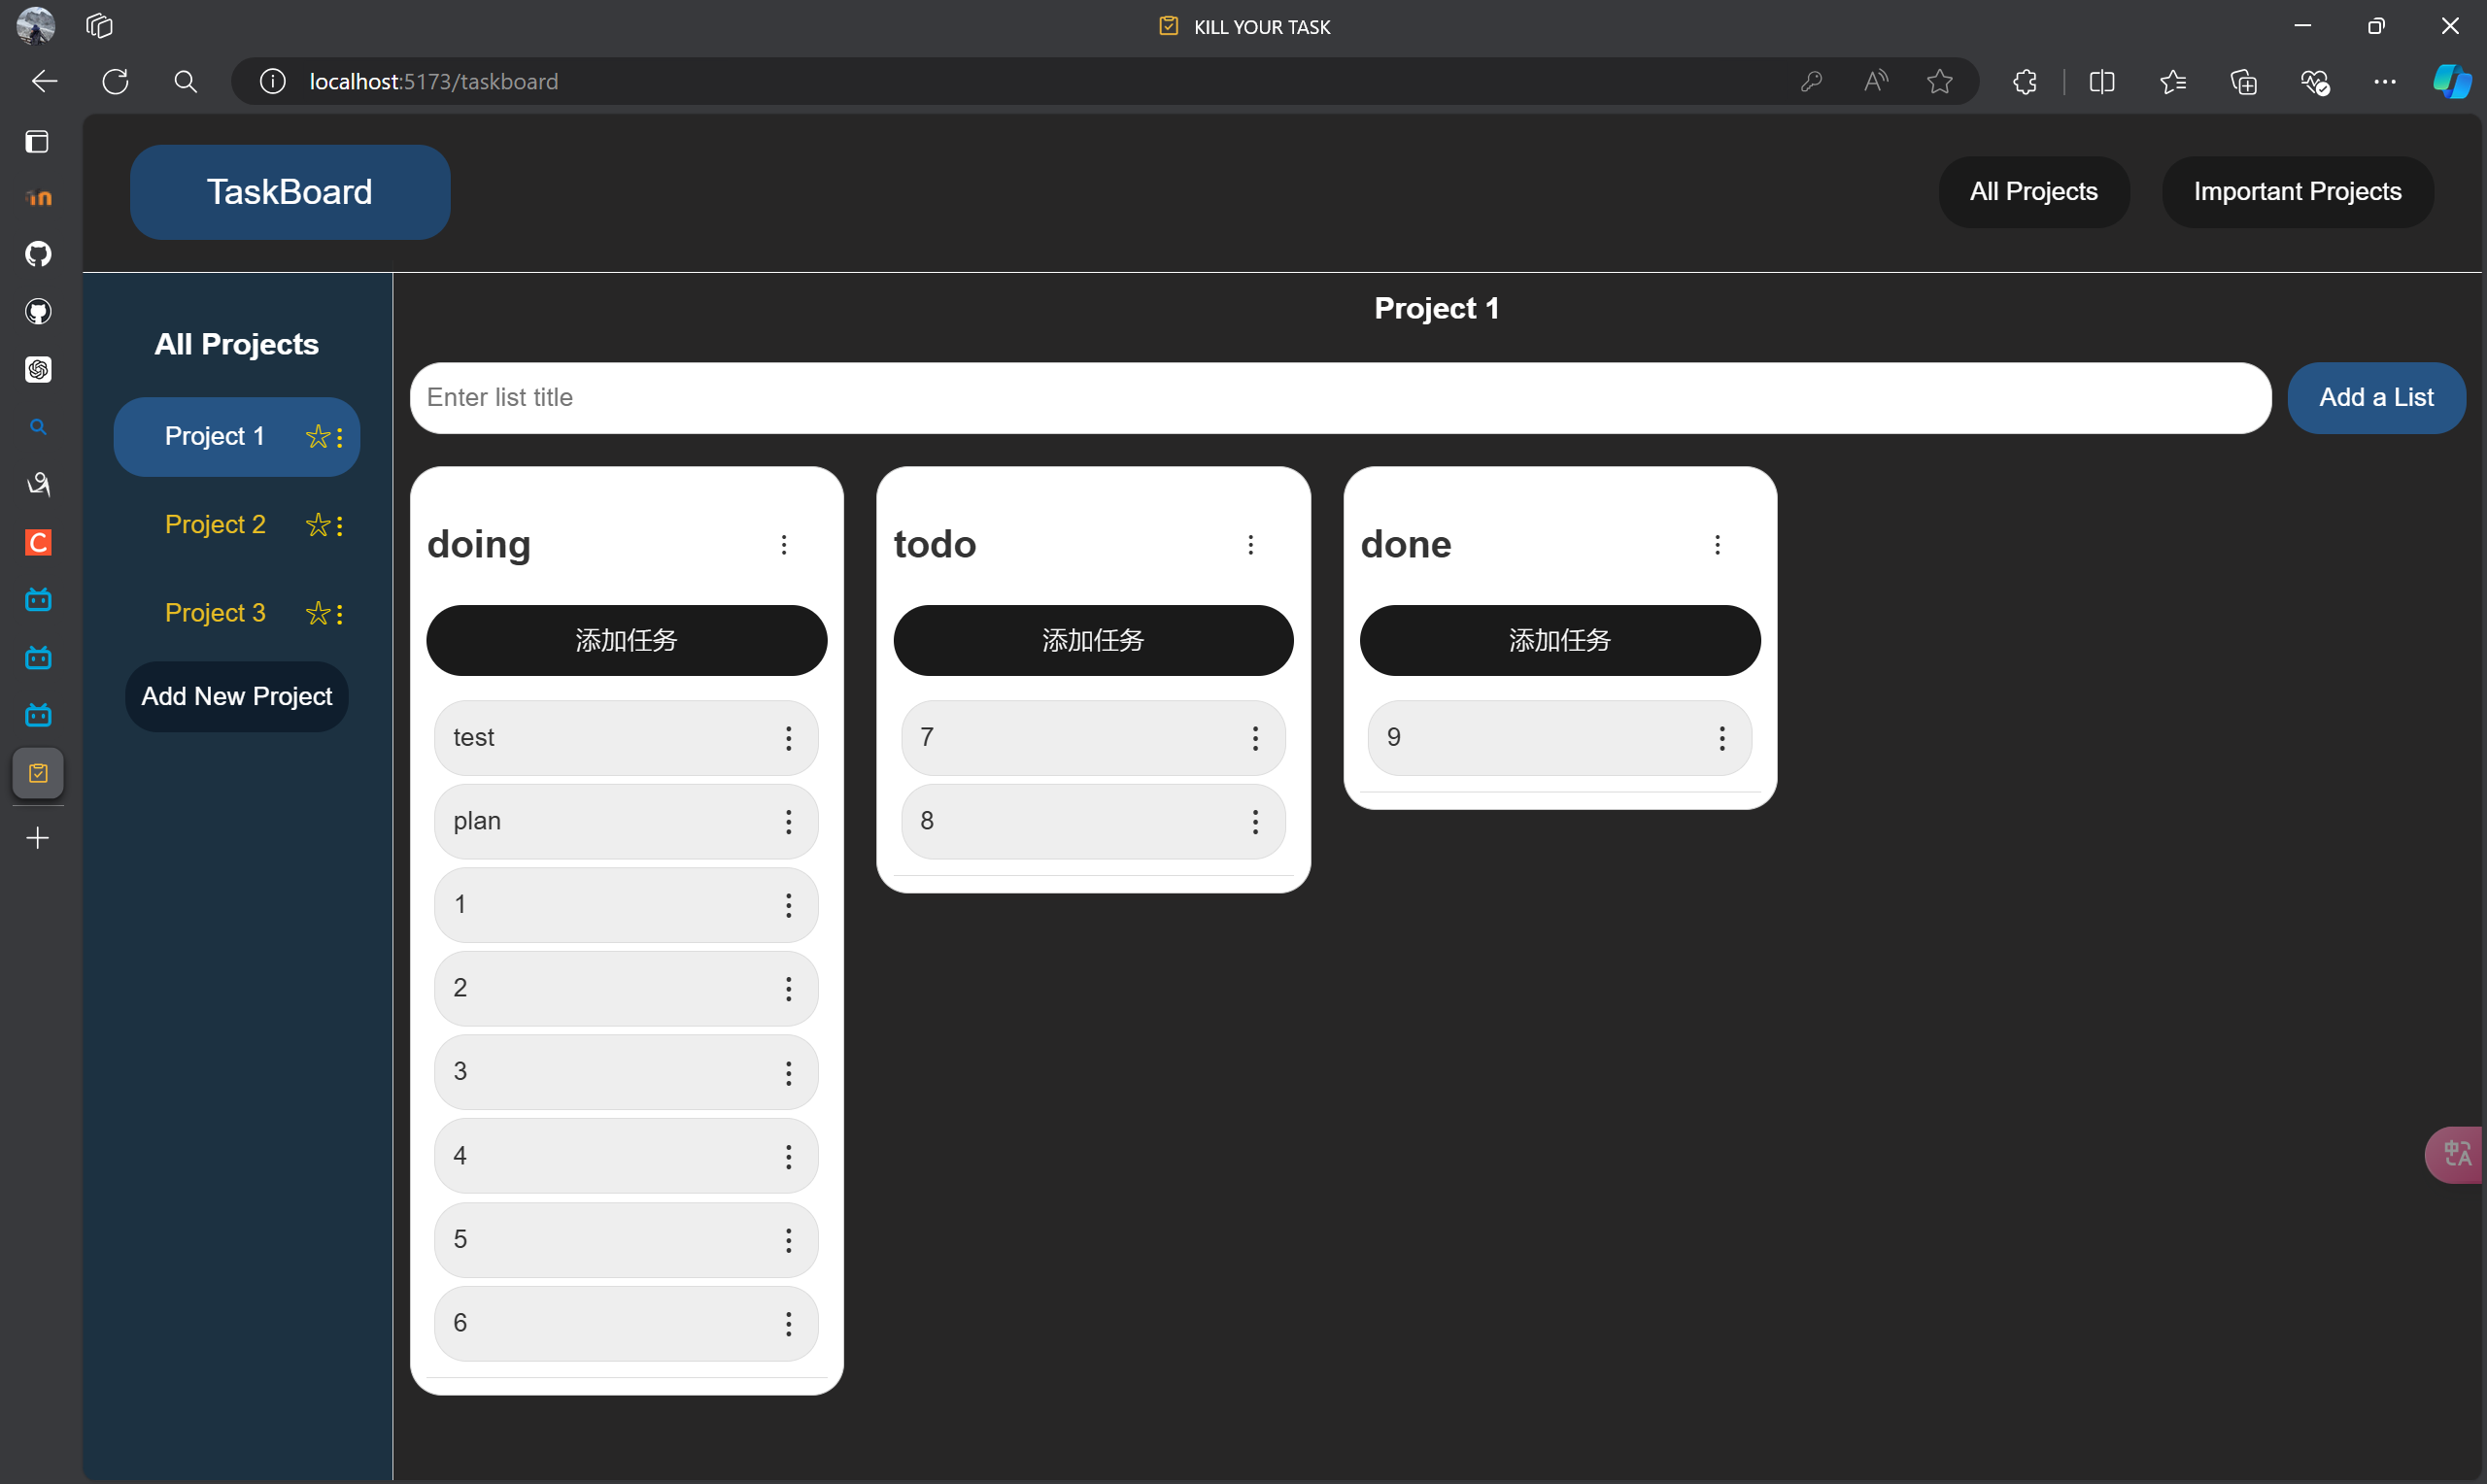 KILL YOUR TASK
localhost:5173/taskboard
TaskBoard
All Projects
Important Projects
All Projects
Project 1
Project 2
Project 3
Add New Project
Project 1
Enter list title
Add a List
doing
添加任务
test
plan
1
2
3
4
5
6
todo
添加任务
7
8
done
添加任务
9